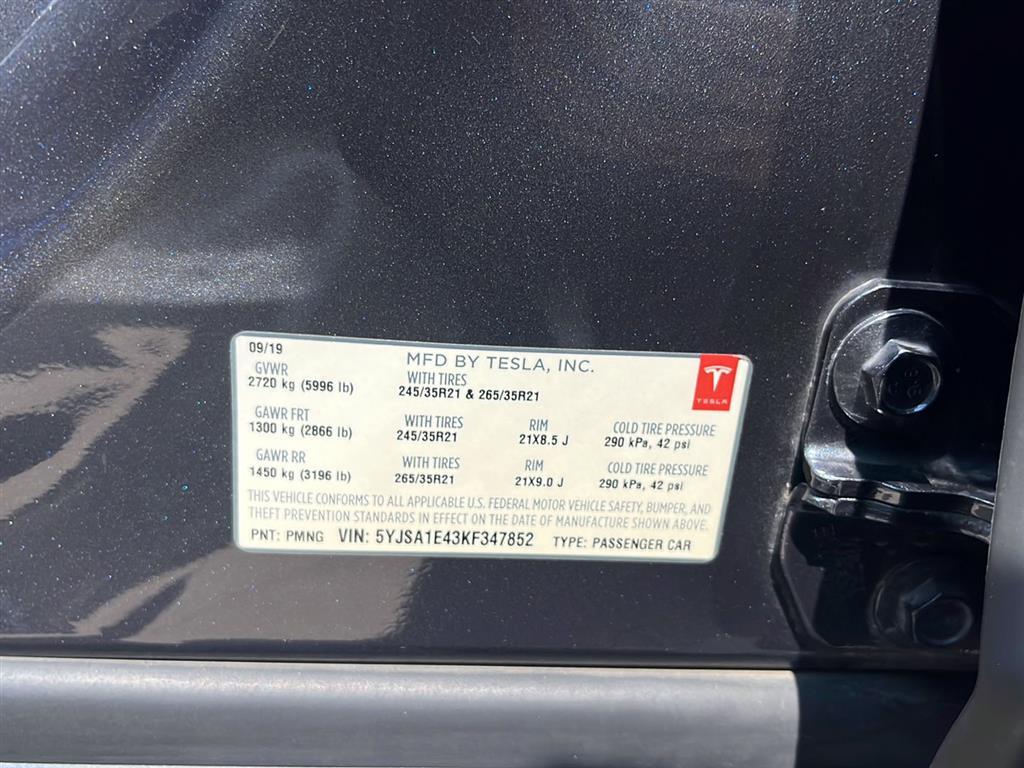 09/19 MFD BY TESLA, INC.
GVWR WITH TIRES
2720 kg (5996 lb) 245/35R21 & 265/35R21
TESLA
GAWR FRT WITH TIRES RIM COLD TIRE PRESSURE
1300 kg (2866 lb) 245/35R21 21X8.5 J 290 kPa, 42 psi
GAWR RR WITH TIRES RIM COLD TIRE PRESSURE
1450 kg (3196 lb) 265/35R21 21X9.0 J 290 kPa, 42 psi
THIS VEHICLE CONFORMS TO ALL APPLICABLE U.S. FEDERAL MOTOR VEHICLE SAFETY, BUMPER, AND
THEFT PREVENTION STANDARDS IN EFFECT ON THE DATE OF MANUFACTURE SHOWN ABOVE.
PNT: PMNG VIN: 5YJSA1E43KF347852 TYPE: PASSENGER CAR